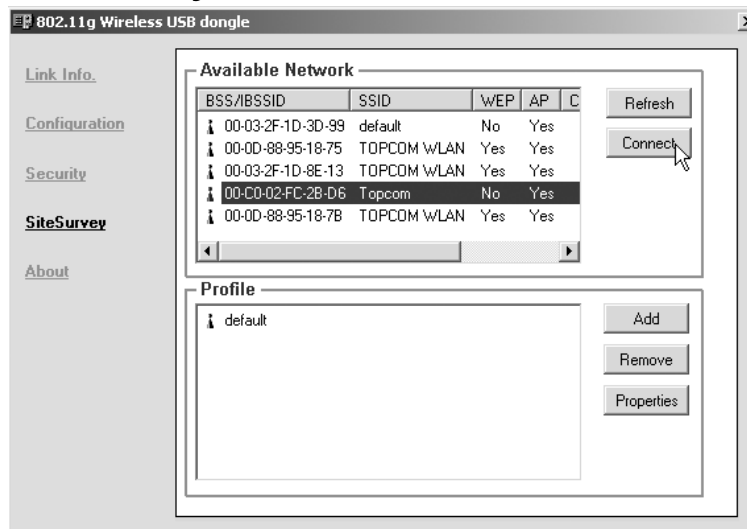 802.11g Wireless USB dongle
Link Info.
Configuration
Security
SiteSurvey
About
Available Network
BSS/IBSSID SSID WEP AP C
00-03-2F-1D-3D-99 default No Yes
00-0D-88-95-18-75 TOPCOM WLAN Yes Yes
00-03-2F-1D-8E-13 TOPCOM WLAN Yes Yes
00-C0-02-FC-2B-D6 Topcom No Yes
00-0D-88-95-18-7B TOPCOM WLAN Yes Yes
Refresh
Connect
Profile
default
Add
Remove
Properties